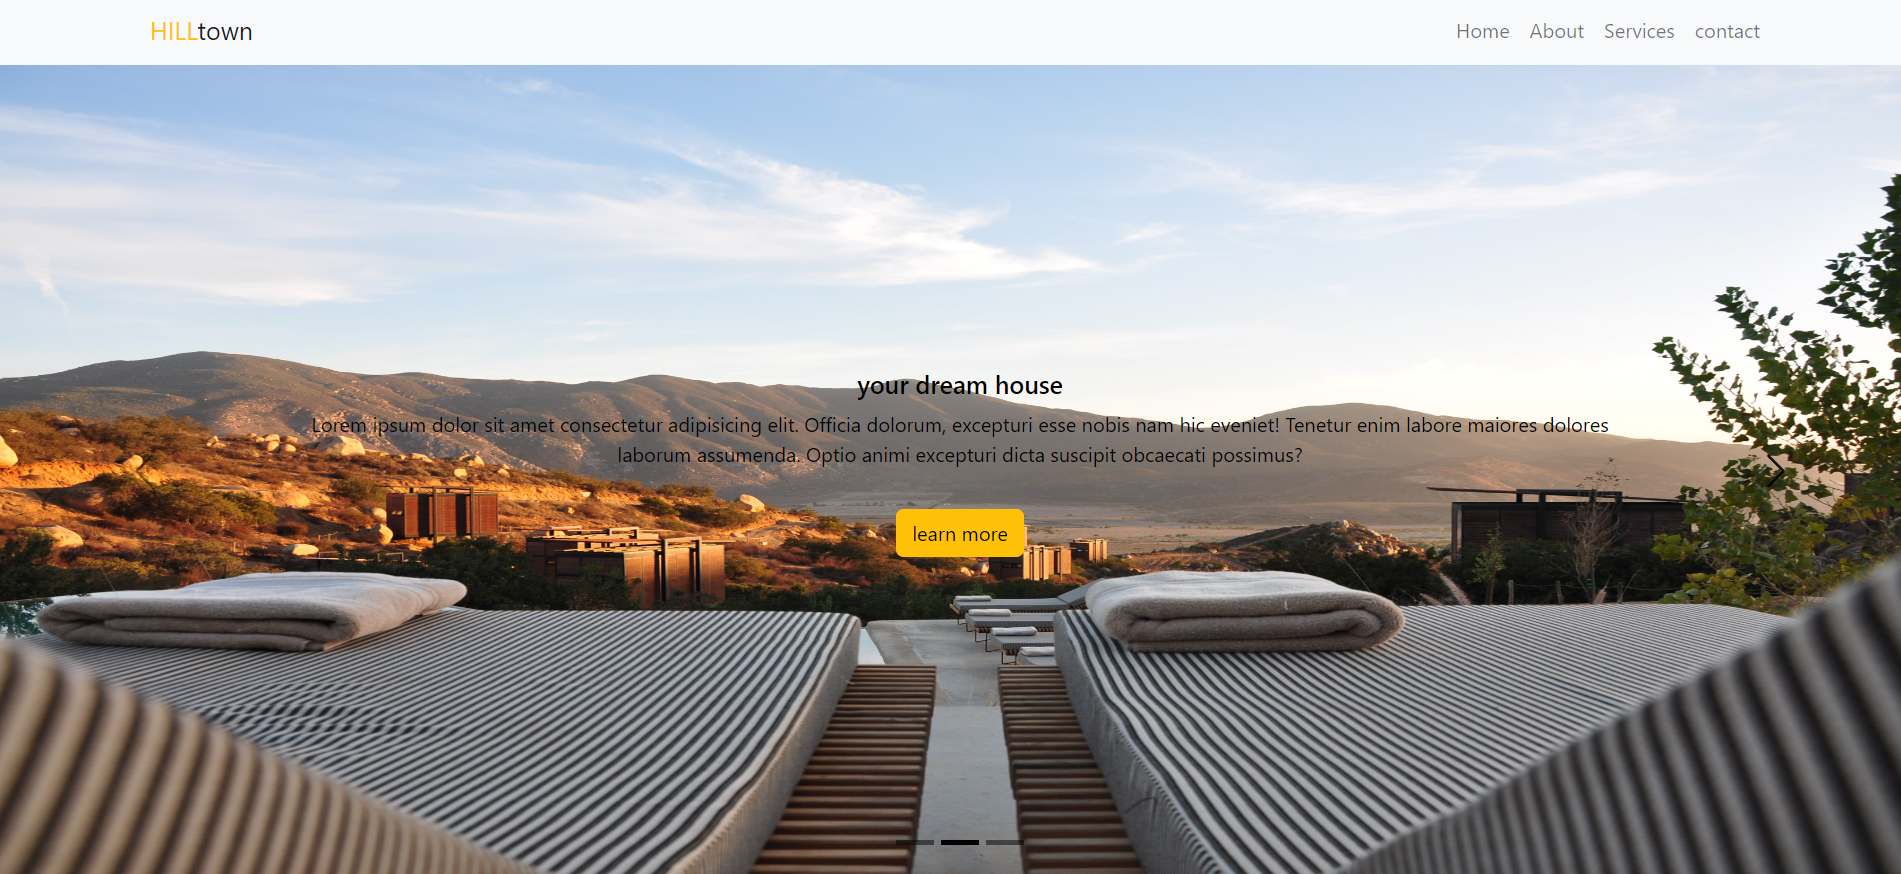 HILLtown
Home About Services contact
your dream house
Lorem ipsum dolor sit amet consectetur adipisicing elit. Officia dolorum, excepturi esse nobis nam hic eveniet! Tenetur enim labore maiores dolores
laborum assumenda. Optio animi excepturi dicta suscipit obcaecati possimus?
learn more